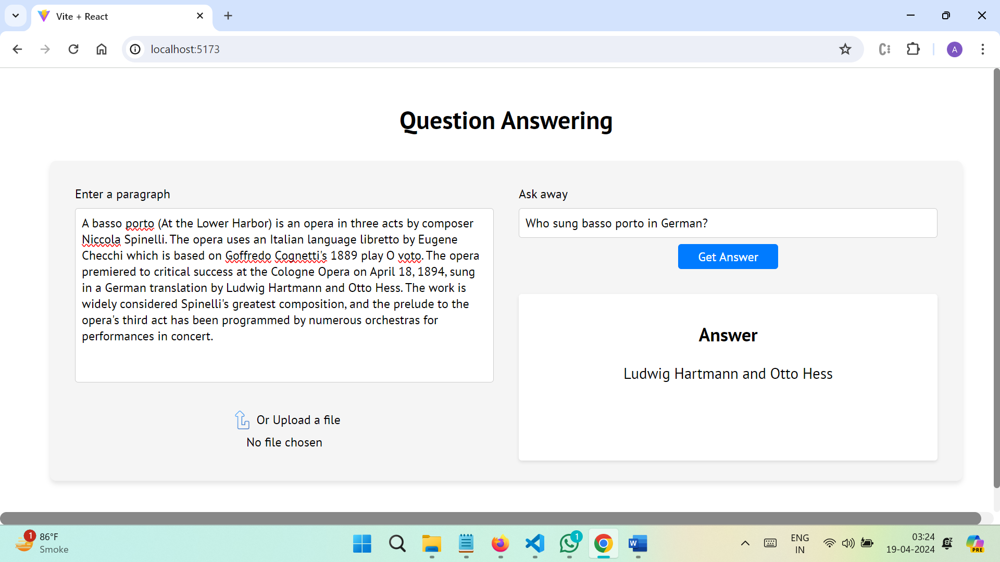 Vite + React
localhost:5173
A
Question Answering
Enter a paragraph
A basso porto (At the Lower Harbor) is an opera in three acts by composer
Niccola Spinelli. The opera uses an Italian language libretto by Eugene
Checchi which is based on Goffredo Cognetti's 1889 play O voto. The opera
premiered to critical success at the Cologne Opera on April 18, 1894, sung
in a German translation by Ludwig Hartmann and Otto Hess. The work is
widely considered Spinelli's greatest composition, and the prelude to the
opera's third act has been programmed by numerous orchestras for
performances in concert.
Or Upload a file
No file chosen
Ask away
Who sung basso porto in German?
Get Answer
Answer
Ludwig Hartmann and Otto Hess
1
86°F
Smoke
1
W
ENG
IN
03:24
19-04-2024
PRE